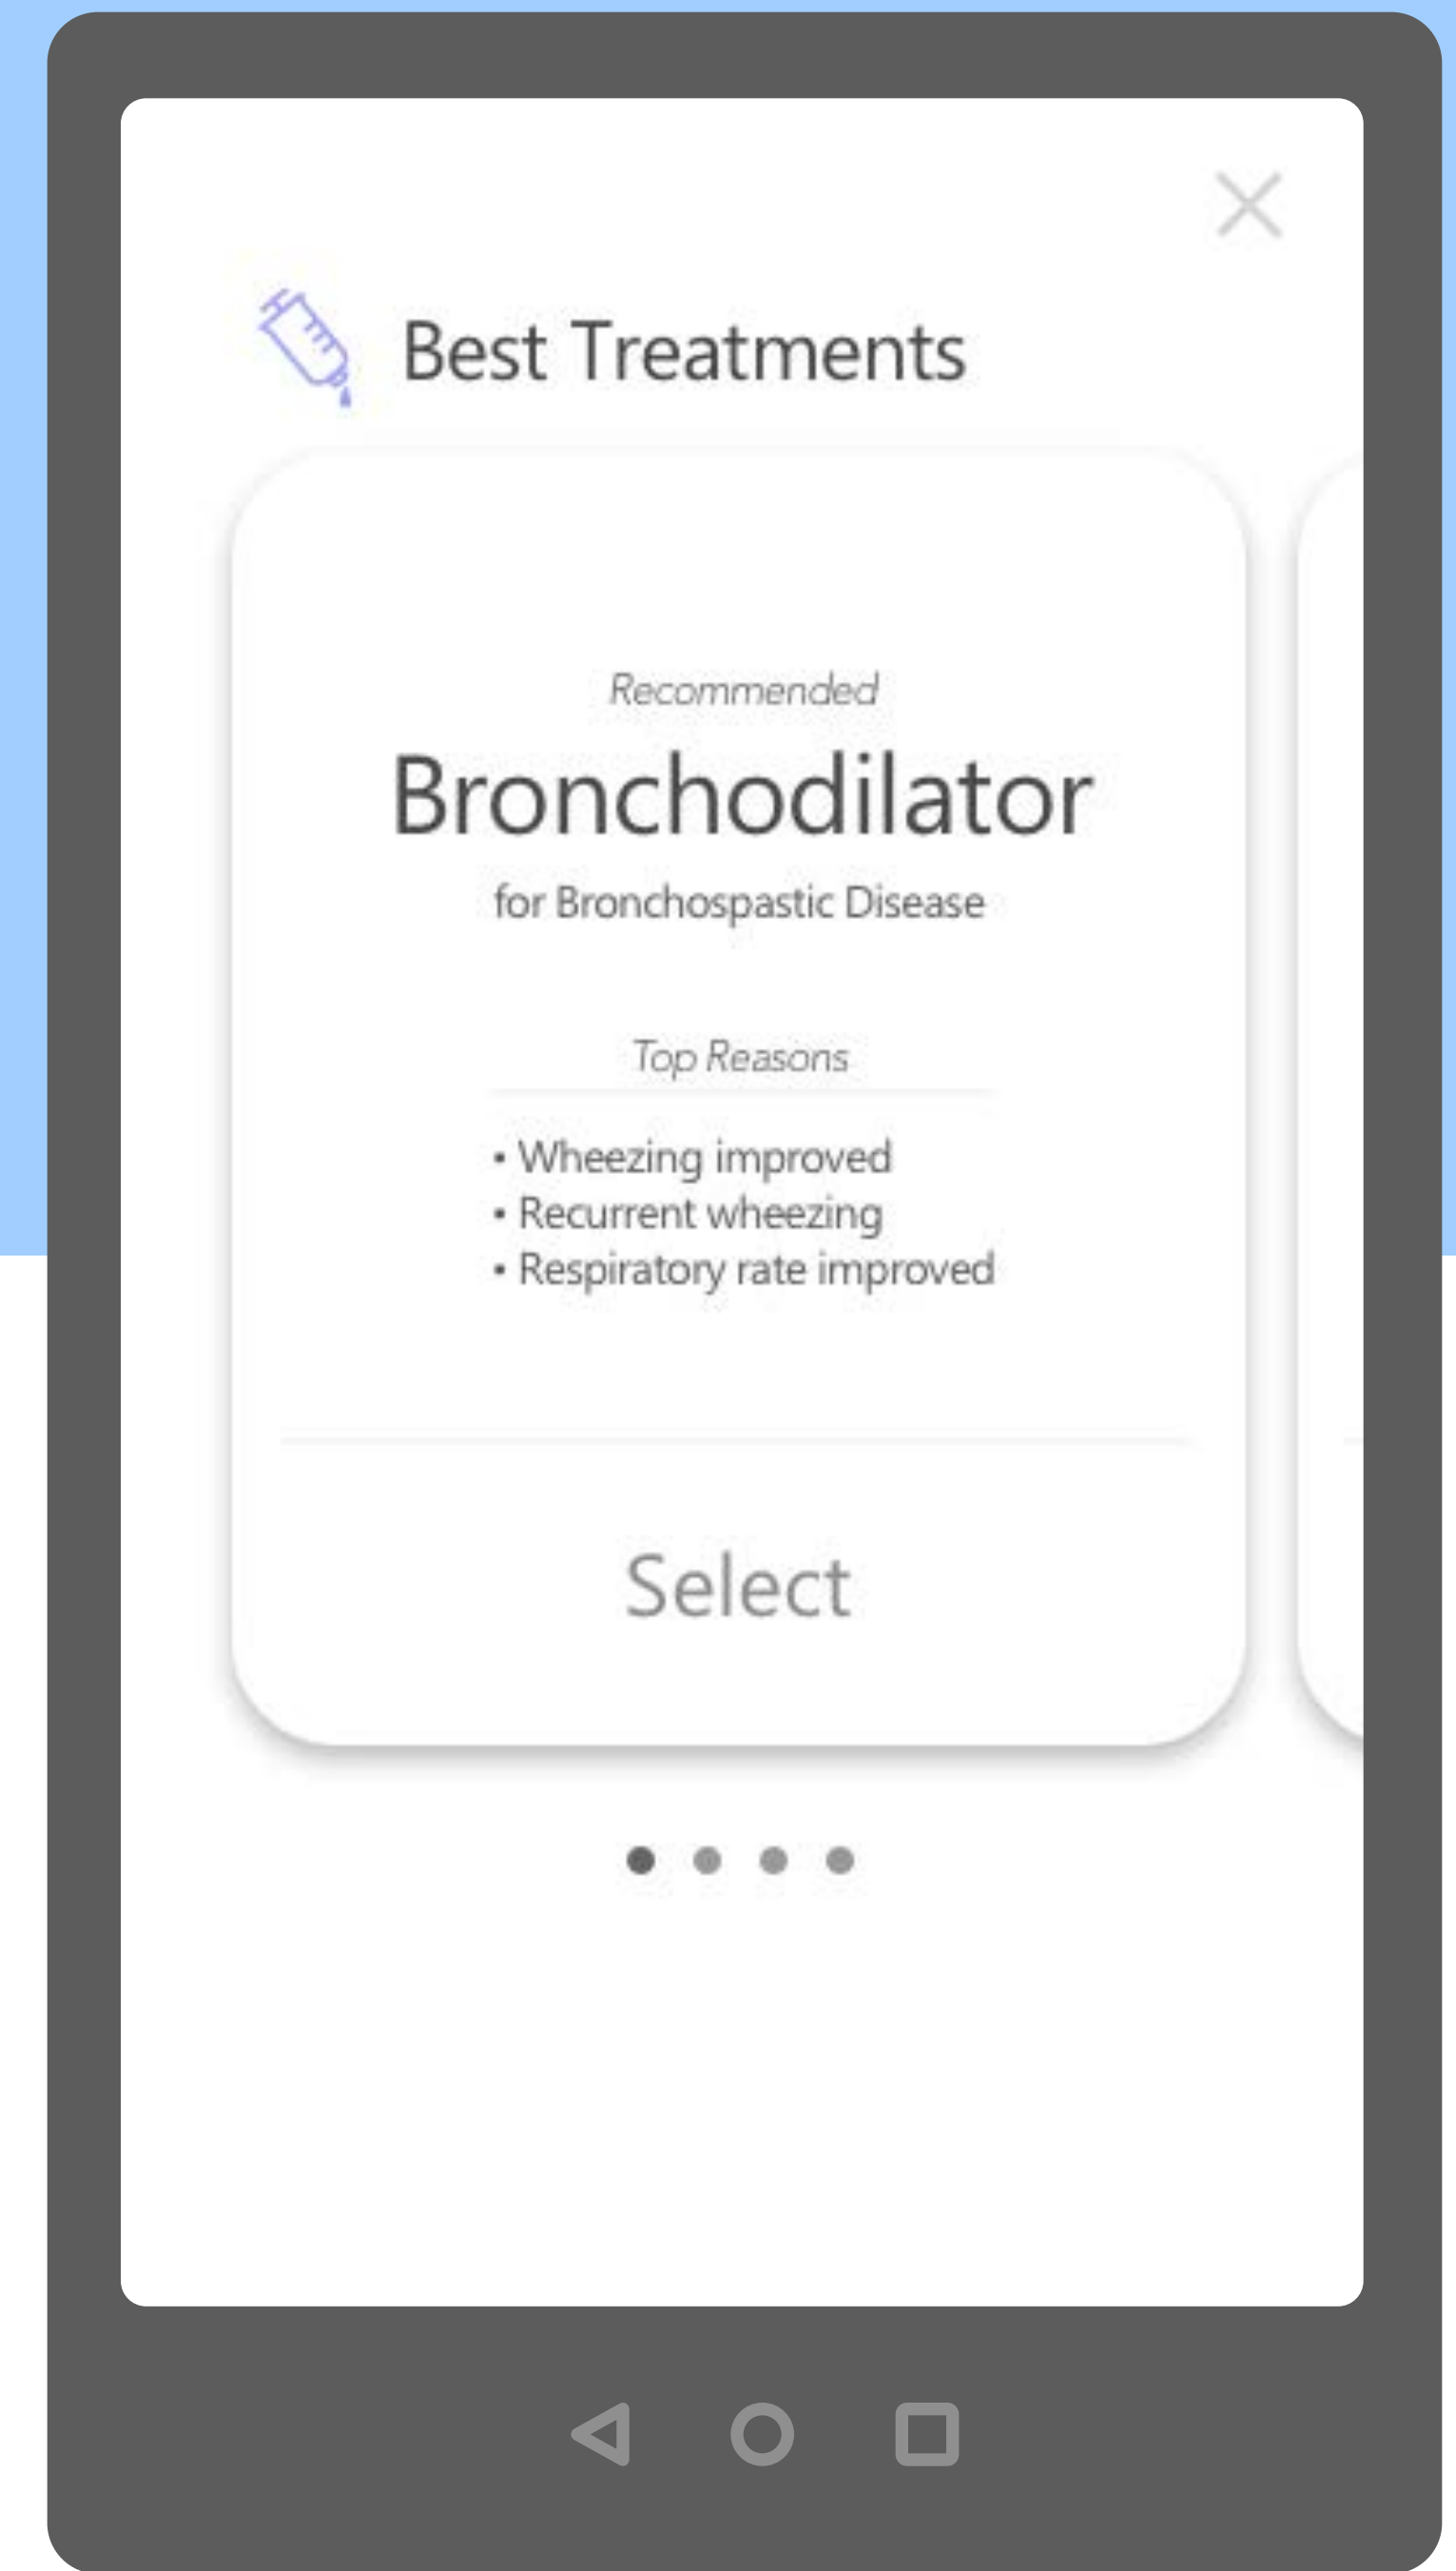 Best Treatments
Recommended
Bronchodilator
for Bronchospastic Disease
Top Reasons
• Wheezing improved
• Recurrent wheezing
• Respiratory rate improved
Select